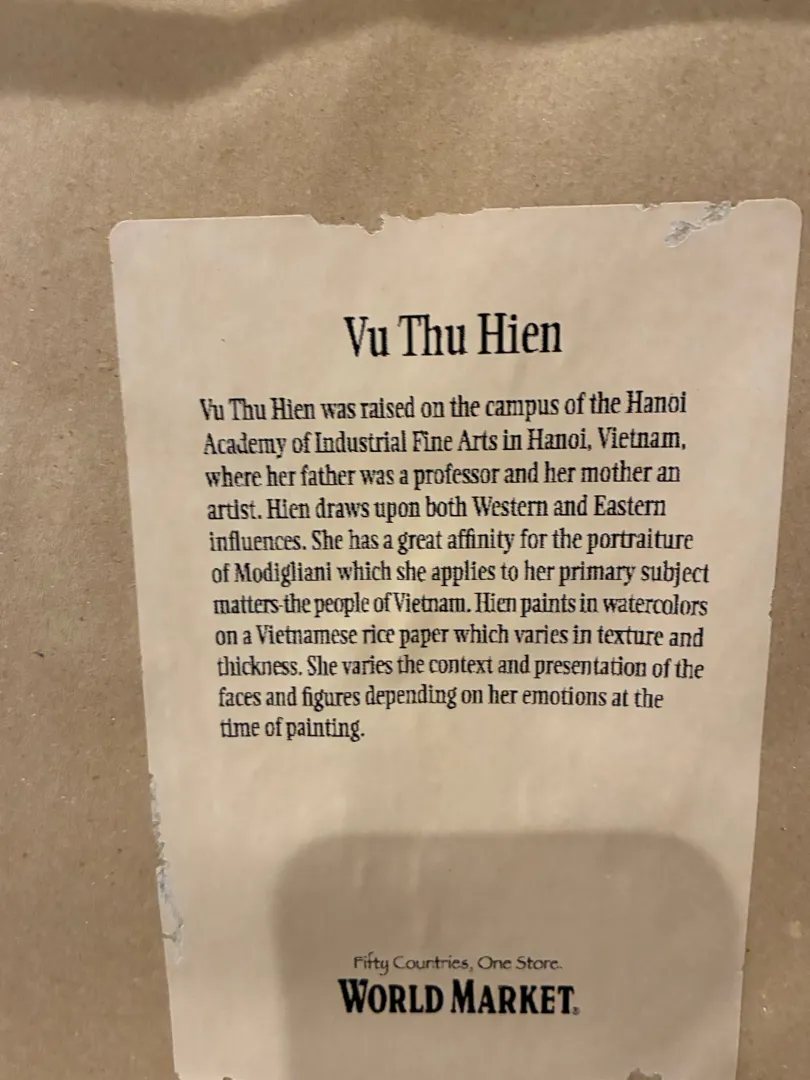 Vu Thu Hien
Vu Thu Hien was raised on the campus of the Hanoi
Academy of Industrial Fine Arts in Hanoi, Vietnam,
where her father was a professor and her mother an
artist. Hien draws upon both Western and Eastern
influences. She has a great affinity for the portraiture
of Modigliani which she applies to her primary subject
matters-the people of Vietnam. Hien paints in watercolors
on a Vietnamese rice paper which varies in texture and
thickness. She varies the context and presentation of the
faces and figures depending on her emotions at the
time of painting.
Fifty Countries, One Store.
WORLD MARKET®